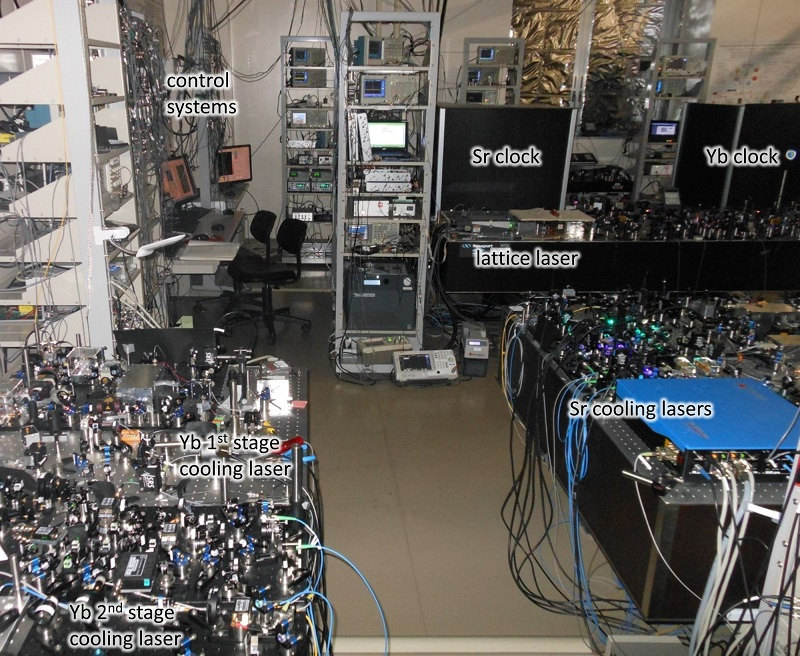 control
systems
Sr clock
Yb clock
Newport
lattice laser
Sr cooling lasers
Yb 1st stage
cooling laser
Yb 2nd stage
cooling laser